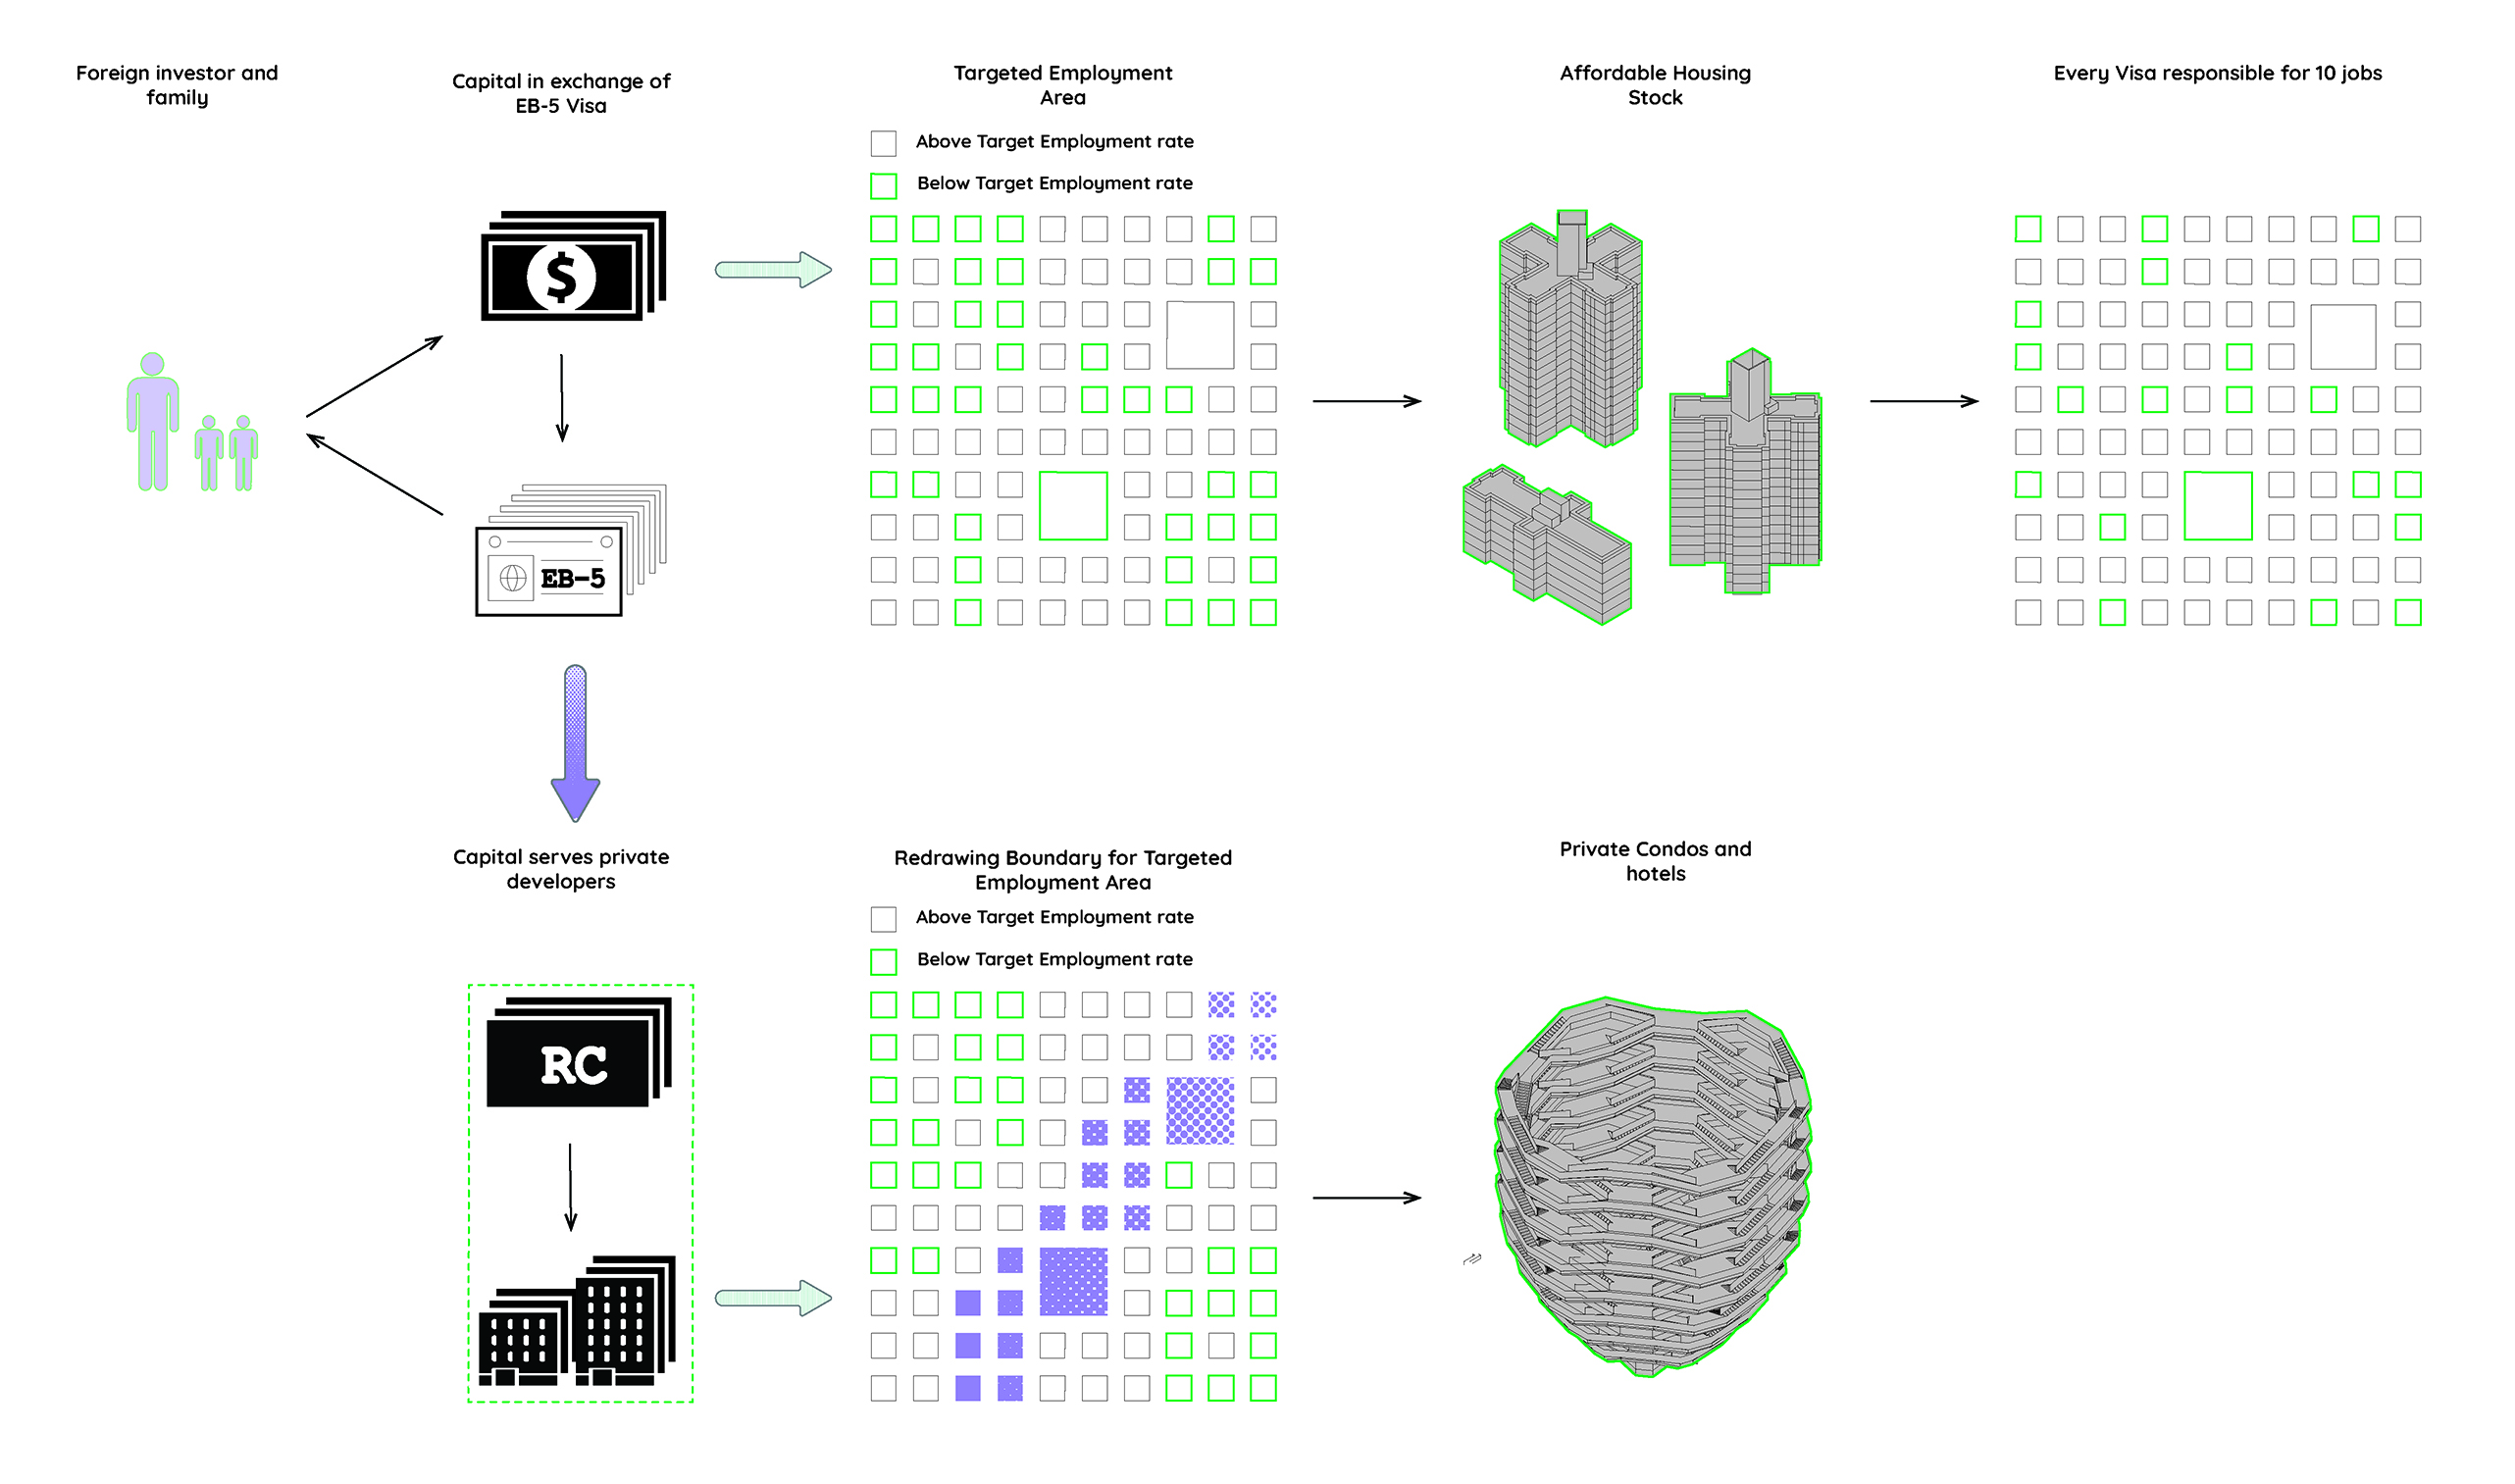 Foreign investor and
family
Capital in exchange of
EB-5 Visa
$
EB-5
Targeted Employment
Area
Above Target Employment rate
Below Target Employment rate
Affordable Housing
Stock
Every Visa responsible for 10 jobs
Capital serves private
developers
RC
Redrawing Boundary for Targeted
Employment Area
Above Target Employment rate
Below Target Employment rate
Private Condos and
hotels